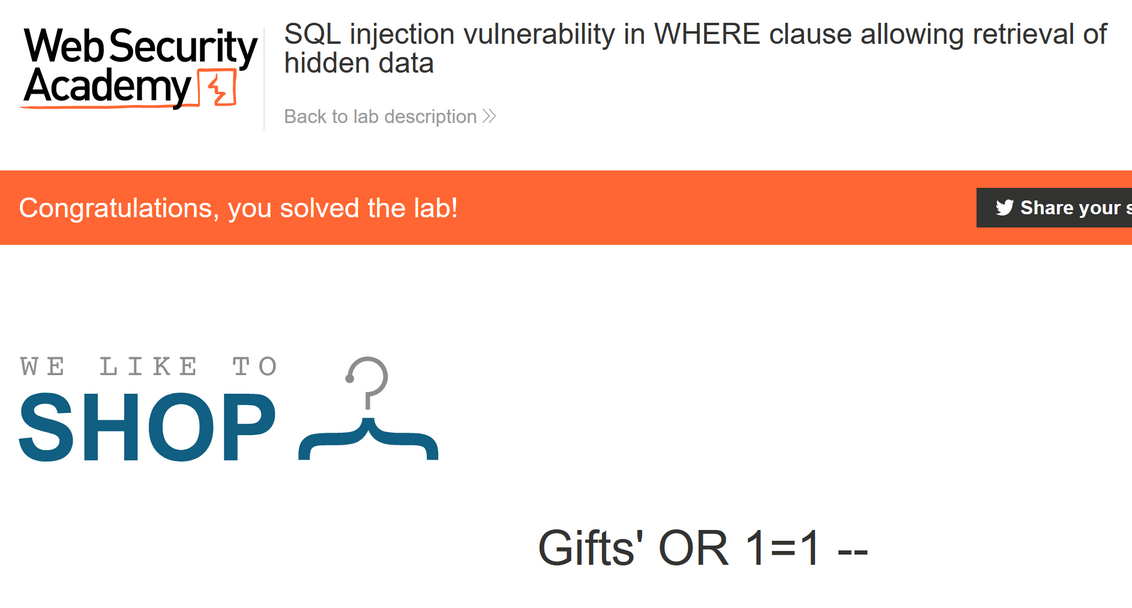 Web Security
Academy
SQL injection vulnerability in WHERE clause allowing retrieval of
hidden data
Back to lab description
Congratulations, you solved the lab!
Share your s
WE LIKE TO
SHOP
Gifts' OR 1=1 --